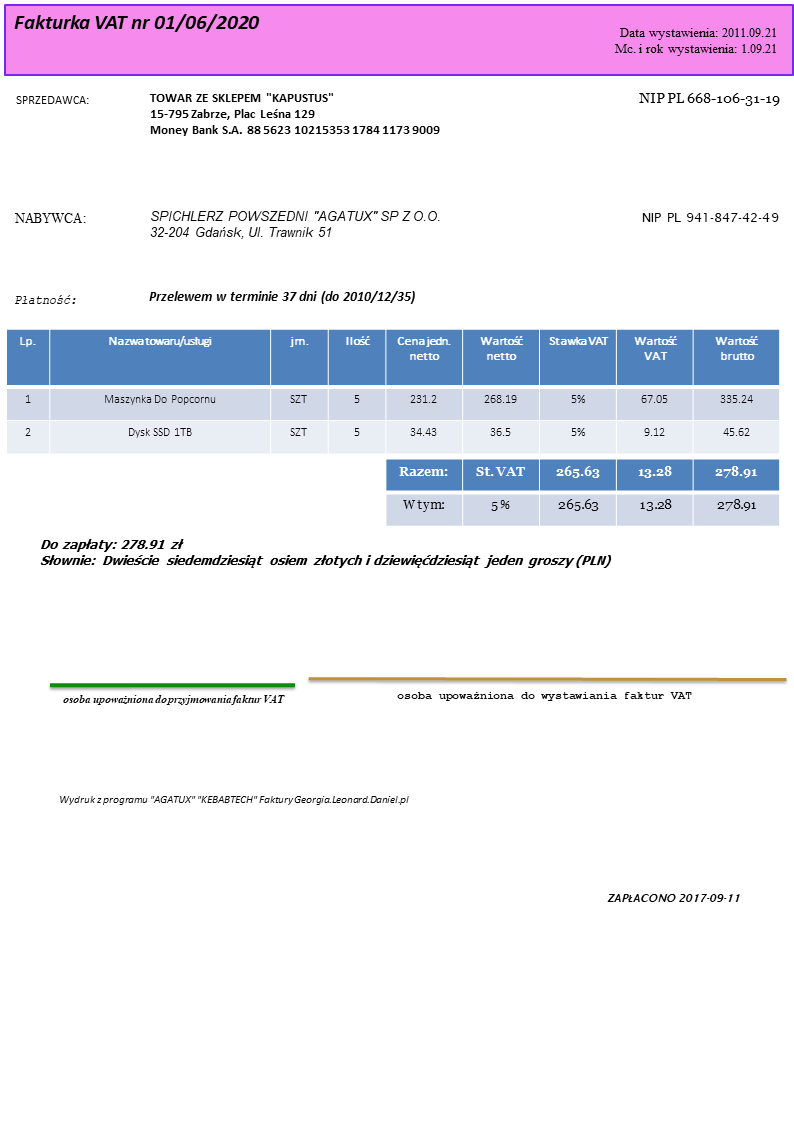 Fakturka VAT nr 01/06/2020
Data wystawienia: 2011.09.21
Mc. i rok wystawienia: 1.09.21
SPRZEDAWCA: TOWAR ZE SKLEPEM "KAPUSTUS" NIP PL 668-106-31-19
15-795 Zabrze, Plac Leśna 129
Money Bank S.A. 88 5623 10215353 1784 1173 9009
NABYWCA: SPICHLERZ POWSZEDNI "AGATUX" SP Z O.O. NIP PL 941-847-42-49
32-204 Gdańsk, Ul. Trawnik 51
Płatność: Przelewem w terminie 37 dni (do 2010/12/35)
Lp. Nazwa towaru/usługi jm. Ilość Cena jedn. netto Wartość netto Stawka VAT Wartość VAT Wartość brutto
1 Maszynka Do Popcornu SZT 5 231.2 268.19 5% 67.05 335.24
2 Dysk SSD 1TB SZT 5 34.43 36.5 5% 9.12 45.62
Razem: St. VAT 265.63 13.28 278.91
W tym: 5 % 265.63 13.28 278.91
Do zapłaty: 278.91 zł
Słownie: Dwieście siedemdziesiąt osiem złotych i dziewięćdziesiąt jeden groszy (PLN)
osoba upoważniona do przyjmowania faktur VAT
osoba upoważniona do wystawiania faktur VAT
Wydruk z programu "AGATUX" "KEBABTECH" Faktury Georgia.Leonard.Daniel.pl
ZAPŁACONO 2017-09-11